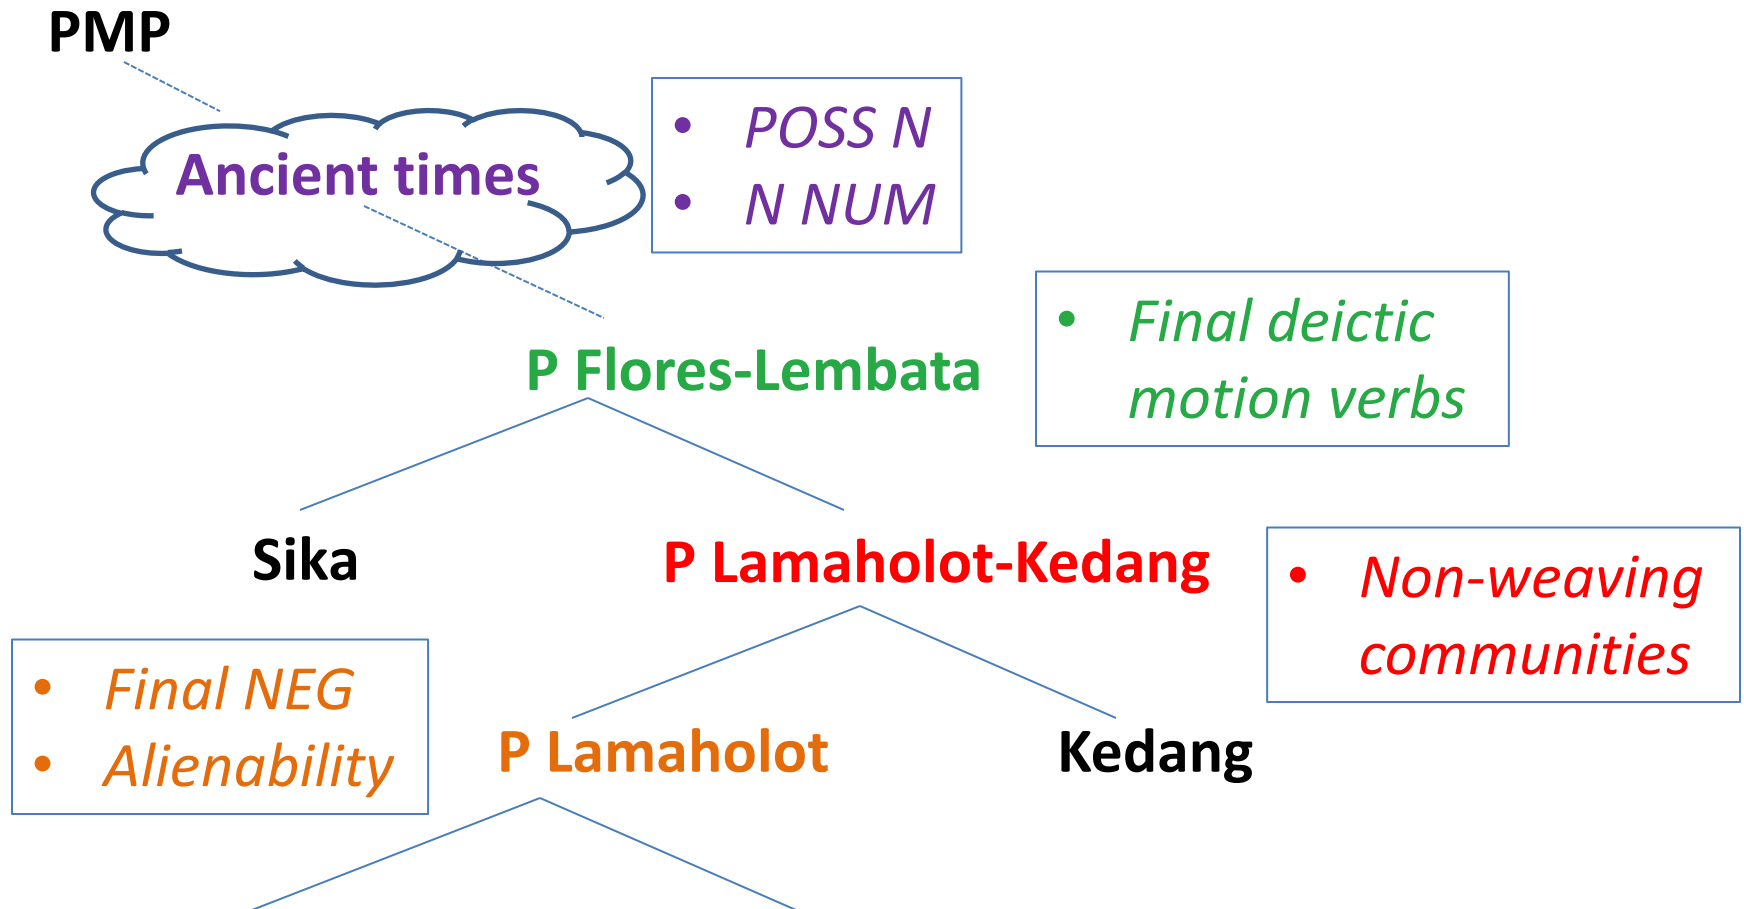 PMP
Ancient times
• POSS N
• N NUM
P Flores-Lembata
• Final deictic
motion verbs
Sika
P Lamaholot-Kedang
• Non-weaving
communities
• Final NEG
• Alienability
P Lamaholot
Kedang